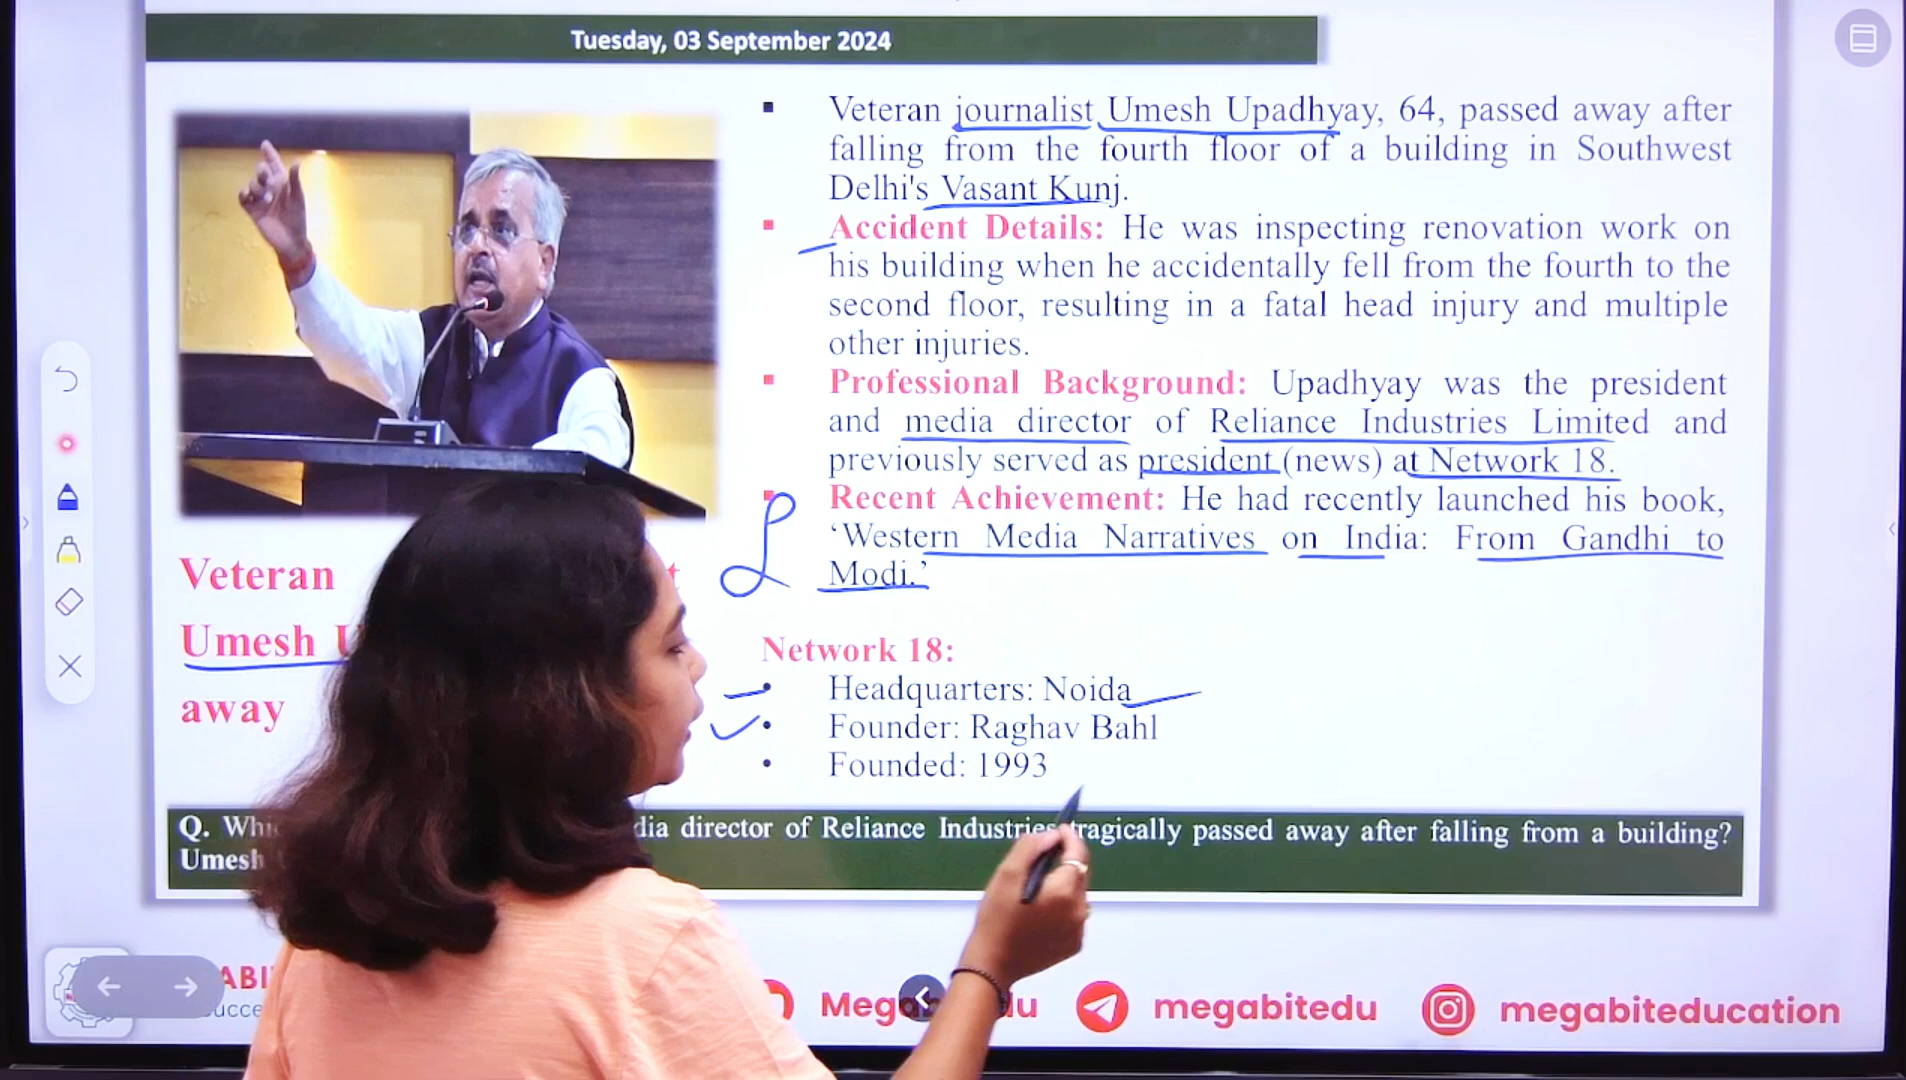 Tuesday, 03 September 2024
Veteran journalist Umesh Upadhyay, 64, passed away after
falling from the fourth floor of a building in Southwest
Delhi's Vasant Kunj.
Accident Details: He was inspecting renovation work on
his building when he accidentally fell from the fourth to the
second floor, resulting in a fatal head injury and multiple
other injuries.
Professional Background: Upadhyay was the president
and media director of Reliance Industries Limited and
previously served as president (news) at Network 18.
Recent Achievement: He had recently launched his book,
‘Western Media Narratives on India: From Gandhi to
Modi.’
Veteran
Umesh
away
Network 18:
Headquarters: Noida
Founder: Raghav Bahl
Founded: 1993
Q. director of Reliance Industries tragically passed away after falling from a building?
Umesh
megabitedu
megabiteducation